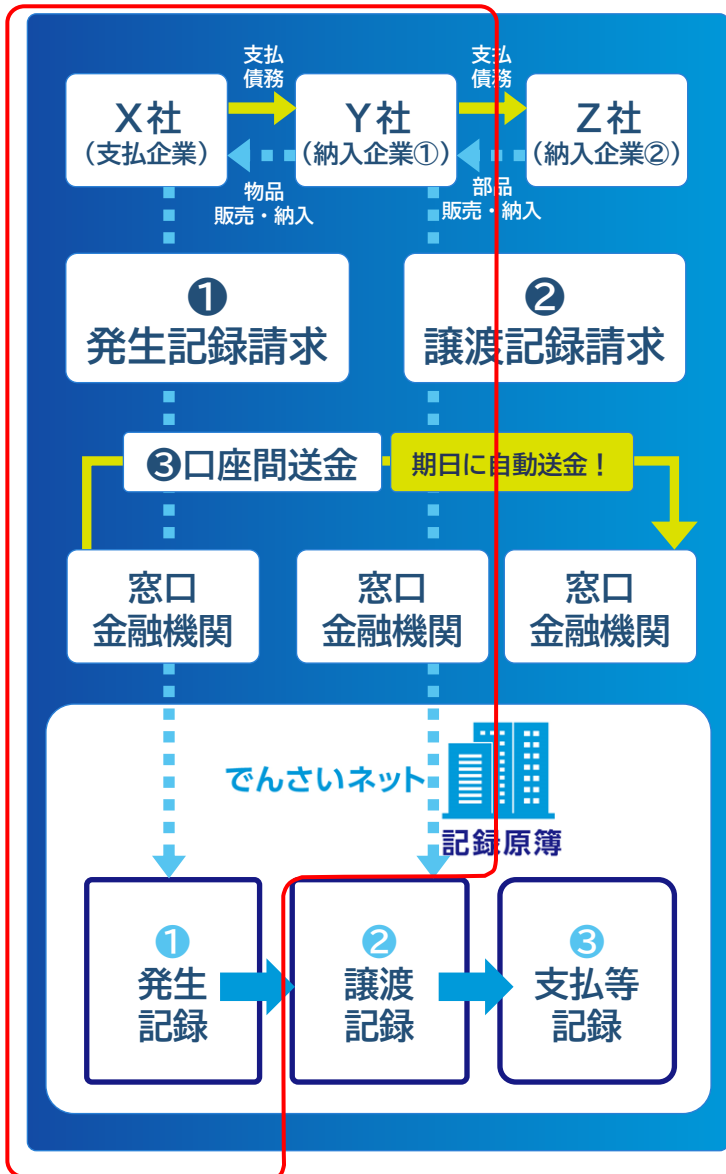 支払
債務
支払
債務
X社
(支払企業)
Y社
(納入企業①)
Z社
(納入企業②)
物品
販売・納入
部品
販売・納入
❶
発生記録請求
❷
譲渡記録請求
❸口座間送金
期日に自動送金！
窓口
金融機関
窓口
金融機関
窓口
金融機関
でんさいネット
記録原簿
❶
発生
記録
❷
譲渡
記録
❸
支払等
記録